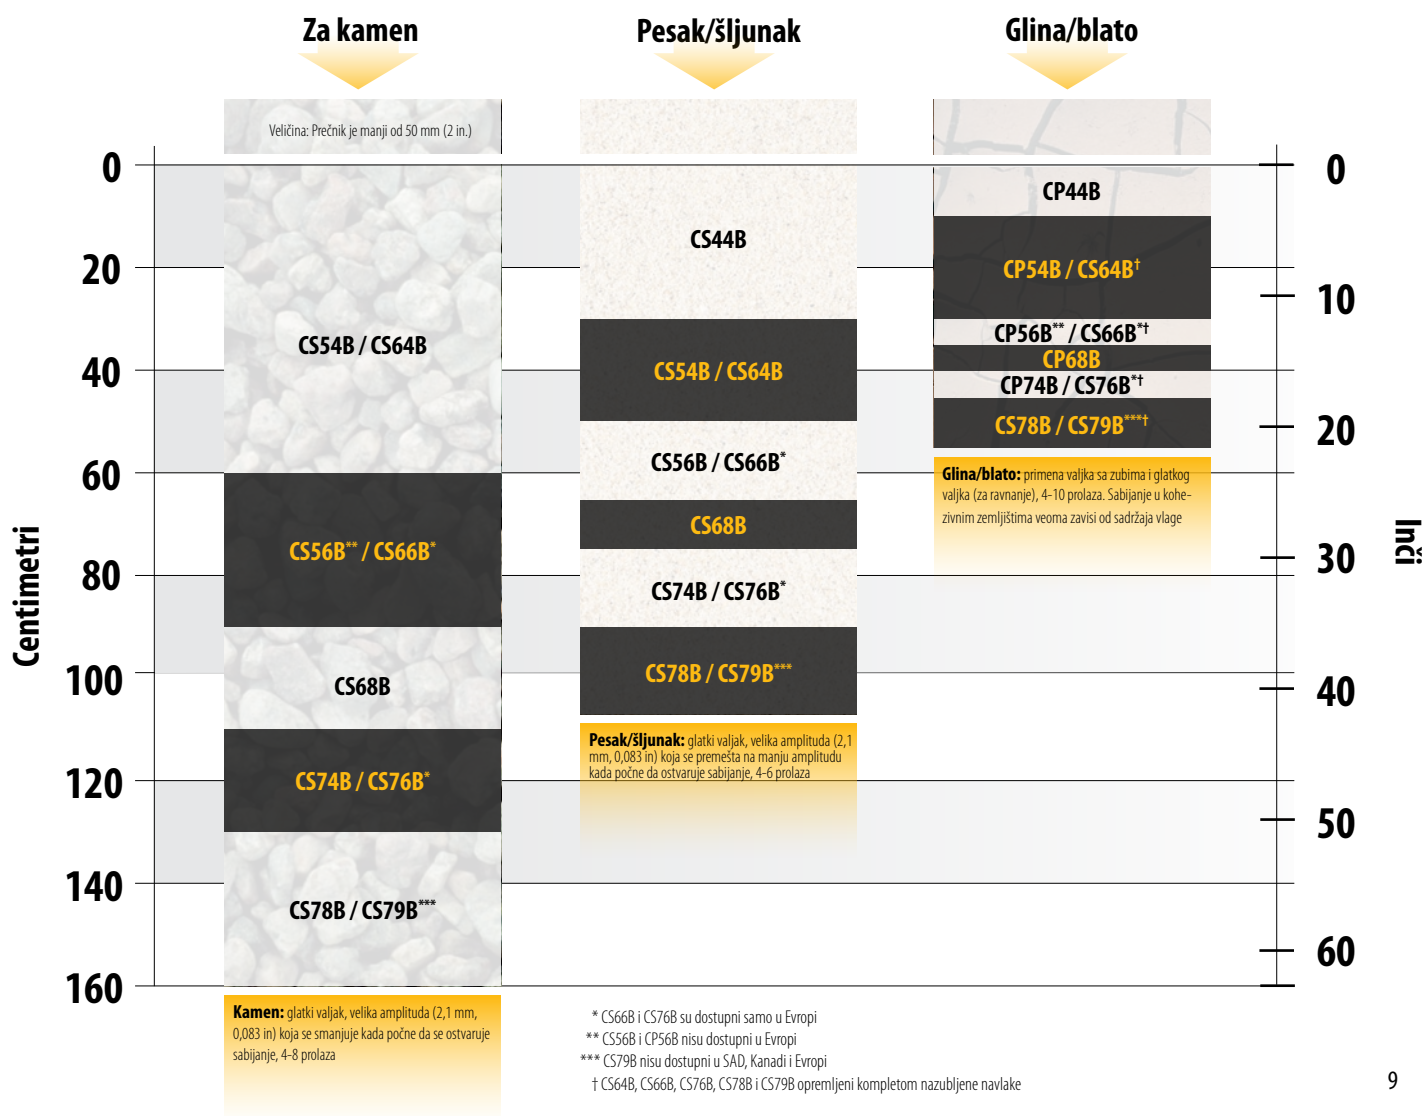 Za kamen
Pesak/šljunak
Glina/blato
Veličina: Prečnik je manji od 50 mm (2 in.)
Centimetri
0
20
40
60
80
100
120
140
160
CS54B / CS64B
CS56B** / CS66B*
CS68B
CS74B / CS76B*
CS78B / CS79B***
Kamen: glatki valjak, velika amplituda (2,1 mm,
0,083 in) koja se smanjuje kada počne da se ostvaruje
sabijanje, 4-8 prolaza
CS44B
CS54B / CS64B
CS56B / CS66B*
CS68B
CS74B / CS76B*
CS78B / CS79B***
Pesak/šljunak: glatki valjak, velika amplituda (2,1
mm, 0,083 in) koja se premešta na manju amplitudu
kada počne da ostvaruje sabijanje, 4-6 prolaza
CP44B
CP54B / CS64B†
CP56B** / CS66B*†
CP68B
CP74B / CS76B*†
CS78B / CS79B***†
Glina/blato: primena valjka sa zubima i glatkog
valjka (za ravnanje), 4-10 prolaza. Sabijanje u kohe-
zivnim zemljištima veoma zavisi od sadržaja vlage
0
10
20
30
40
50
60
Inči
* CS66B i CS76B su dostupni samo u Evropi
** CS56B i CP56B nisu dostupni u Evropi
*** CS79B nisu dostupni u SAD, Kanadi i Evropi
† CS64B, CS66B, CS76B, CS78B i CS79B opremljeni kompletom nazubljene navlake
9